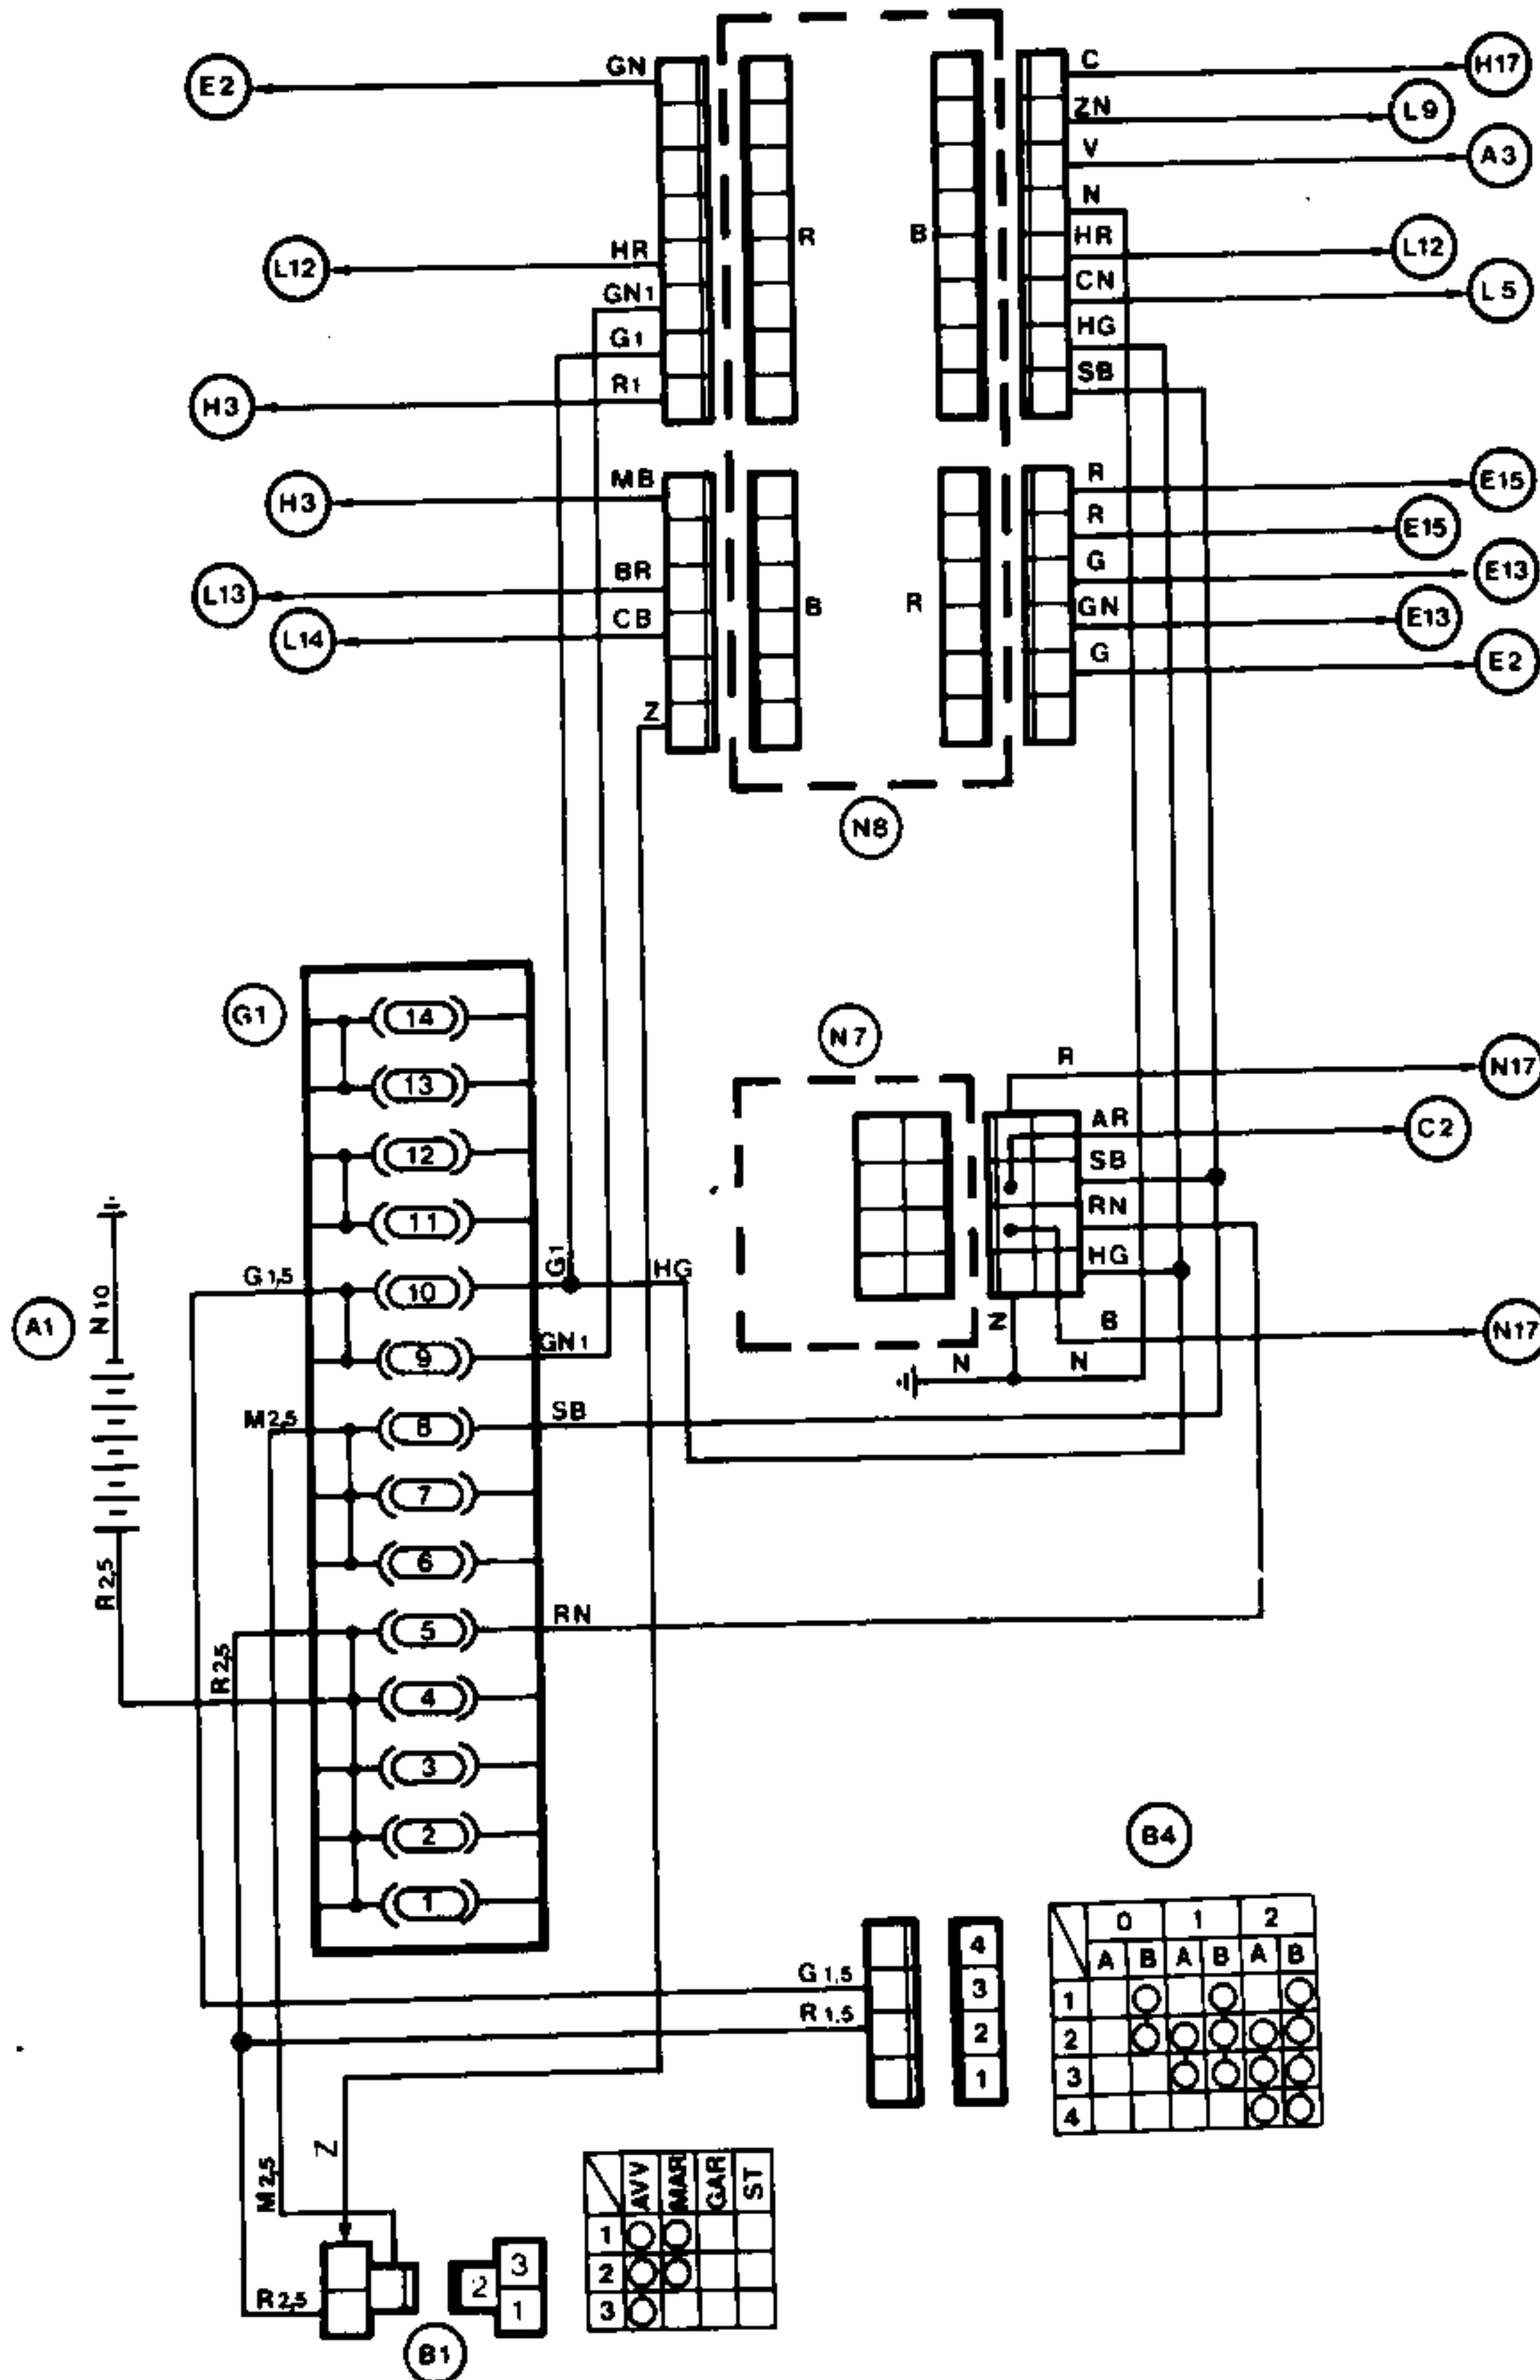 GN
E2
C
H17
ZN
L9
V
A3
N
HR
L12
HR
L12
R
B
CN
L5
GN1
HG
G1
SB
R1
H3
MB
H3
R
E15
R
E15
BR
L13
G
E13
CB
L14
B
R
GN
E13
G
E2
Z
N8
G1
14
N7
R
N17
13
AR
C2
12
SB
RN
11
HG
G1,5
10
G1
HG
N10
A1
9
GN1
Z
B
N17
N
N
M2,5
8
SB
7
6
R2,5
5
RN
R2,5
4
3
2
B4
1
0 1 2
A B A B A B
1
2
3
4
G1,5
R1,5
4
3
2
1
Z
M2,5
AVV MAR GAR ST
1
2
3
R2,5
3
2
1
B1